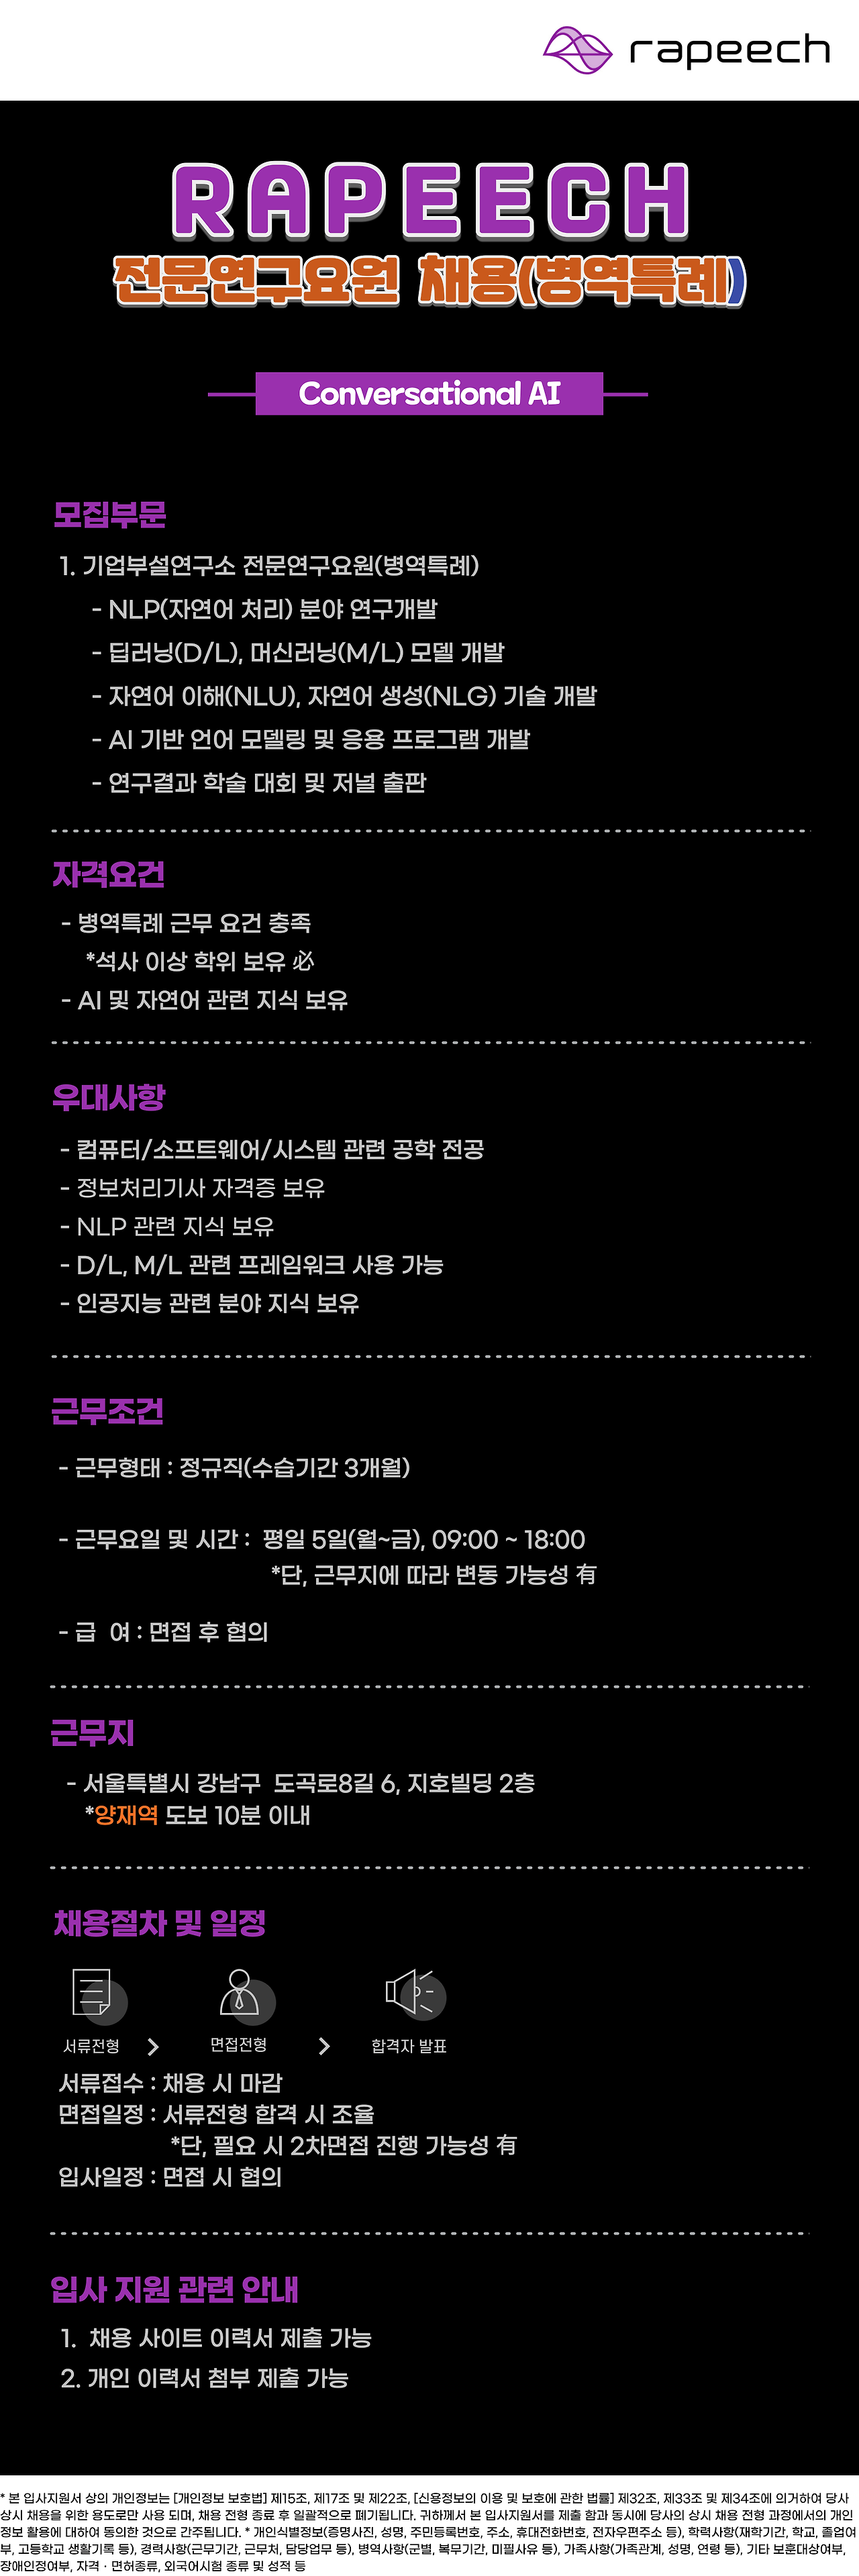 rapeech
RAPEECH
전문연구요원 채용(병역특례)
Conversational AI
모집부문
1. 기업부설연구소 전문연구요원(병역특례)
- NLP(자연어 처리) 분야 연구개발
- 딥러닝(D/L), 머신러닝(M/L) 모델 개발
- 자연어 이해(NLU), 자연어 생성(NLG) 기술 개발
- AI 기반 언어 모델링 및 응용 프로그램 개발
- 연구결과 학술 대회 및 저널 출판
자격요건
- 병역특례 근무 요건 충족
*석사 이상 학위 보유 必
- AI 및 자연어 관련 지식 보유
우대사항
- 컴퓨터/소프트웨어/시스템 관련 공학 전공
- 정보처리기사 자격증 보유
- NLP 관련 지식 보유
- D/L, M/L 관련 프레임워크 사용 가능
- 인공지능 관련 분야 지식 보유
근무조건
- 근무형태 : 정규직(수습기간 3개월)
- 근무요일 및 시간 : 평일 5일(월~금), 09:00 ~ 18:00
*단, 근무지에 따라 변동 가능성 有
- 급 여 : 면접 후 협의
근무지
- 서울특별시 강남구 도곡로8길 6, 지호빌딩 2층
*양재역 도보 10분 이내
채용절차 및 일정
서류전형 > 면접전형 > 합격자 발표
서류접수 : 채용 시 마감
면접일정 : 서류전형 합격 시 조율
*단, 필요 시 2차면접 진행 가능성 有
입사일정 : 면접 시 협의
입사 지원 관련 안내
1. 채용 사이트 이력서 제출 가능
2. 개인 이력서 첨부 제출 가능
* 본 입사지원서 상의 개인정보는 [개인정보 보호법] 제15조, 제17조 및 제22조, [신용정보의 이용 및 보호에 관한 법률] 제32조, 제33조 및 제34조에 의거하여 당사
상시 채용을 위한 용도로만 사용 되며, 채용 전형 종료 후 일괄적으로 폐기됩니다. 귀하께서 본 입사지원서를 제출 함과 동시에 당사의 상시 채용 전형 과정에서의 개인
정보 활용에 대하여 동의한 것으로 간주됩니다. * 개인식별정보(증명사진, 성명, 주민등록번호, 주소, 휴대전화번호, 전자우편주소 등), 학력사항(재학기간, 학교, 졸업여
부, 고등학교 생활기록 등), 경력사항(근무기간, 근무처, 담당업무 등), 병역사항(군별, 복무기간, 미필사유 등), 가족사항(가족관계, 성명, 연령 등), 기타 보훈대상여부,
장애인정여부, 자격 · 면허종류, 외국어시험 종류 및 성적 등